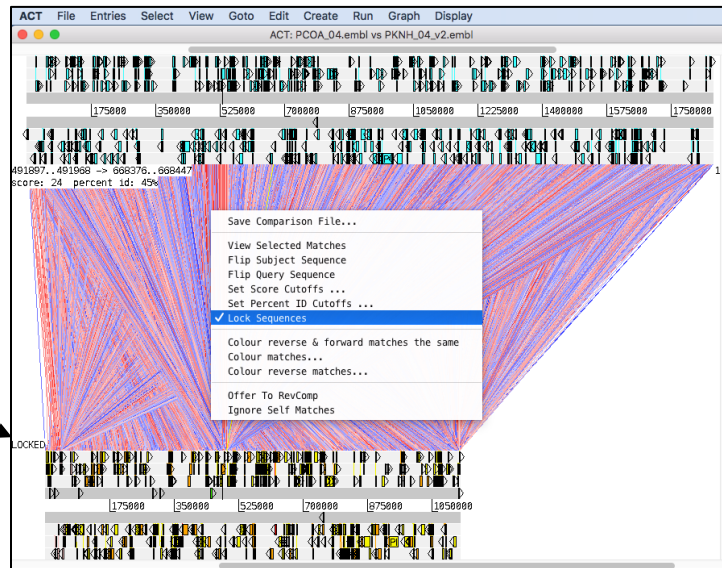 ACT File Entries Select View Goto Edit Create Run Graph Display
ACT: PCOA_04.embl vs PKNH_04_v2.embl
175000 350000 525000 700000 875000 1050000 1225000 1400000 1575000 1750000
491897..491968 -> 668376..668447
score: 24 percent id: 45%
1
Save Comparison File...
View Selected Matches
Flip Subject Sequence
Flip Query Sequence
Set Score Cutoffs ...
Set Percent ID Cutoffs ...
✓ Lock Sequences
Colour reverse & forward matches the same
Colour matches...
Colour reverse matches...
Offer To RevComp
Ignore Self Matches
LOCKED
175000 350000 525000 700000 875000 1050000